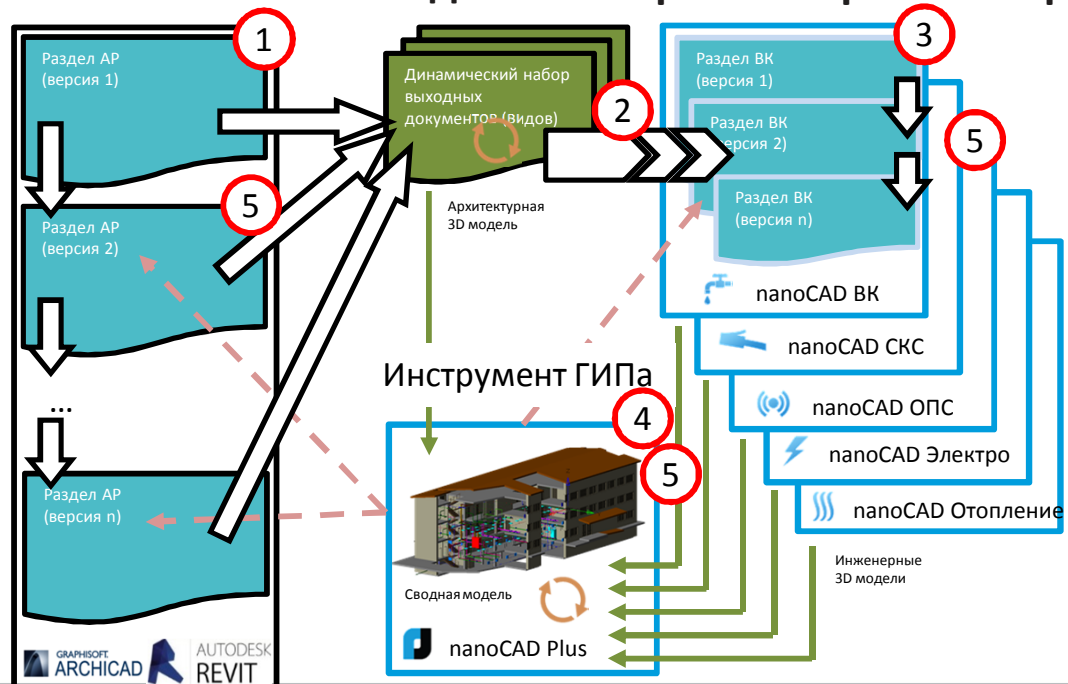 1
Раздел АР
(версия 1)
5
Раздел АР
(версия 2)
...
Раздел АР
(версия n)
GRAPHISOFT.
ARCHICAD
AUTODESK
REVIT
Динамический набор
выходных
документов (видов)
2
Архитектурная
3D модель
3
Раздел ВК
(версия 1)
Раздел ВК
версия 2)
Раздел ВК
(версия n)
5
nanoCAD ВК
nanoCAD СКС
nanoCAD ОПС
nanoCAD Электро
nanoCAD Отопление
Инженерные
3D модели
Инструмент ГИПа
4
5
Сводная модель
nanoCAD Plus